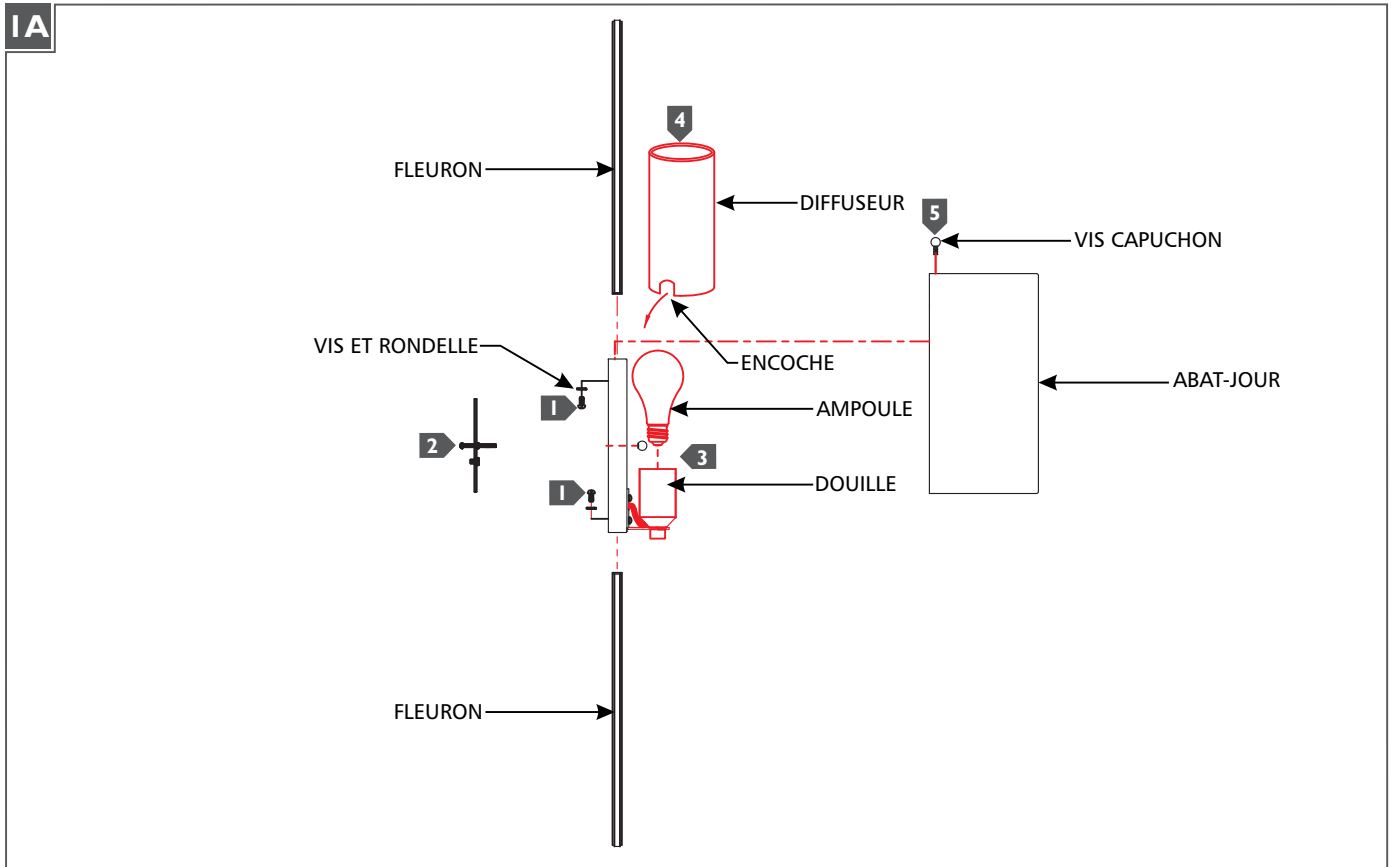 1A
4
FLEURON
DIFFUSEUR
5
VIS CAPUCHON
VIS ET RONDELLE
ENCOCHE
ABAT-JOUR
1
AMPOULE
2
3
1
DOUILLE
FLEURON